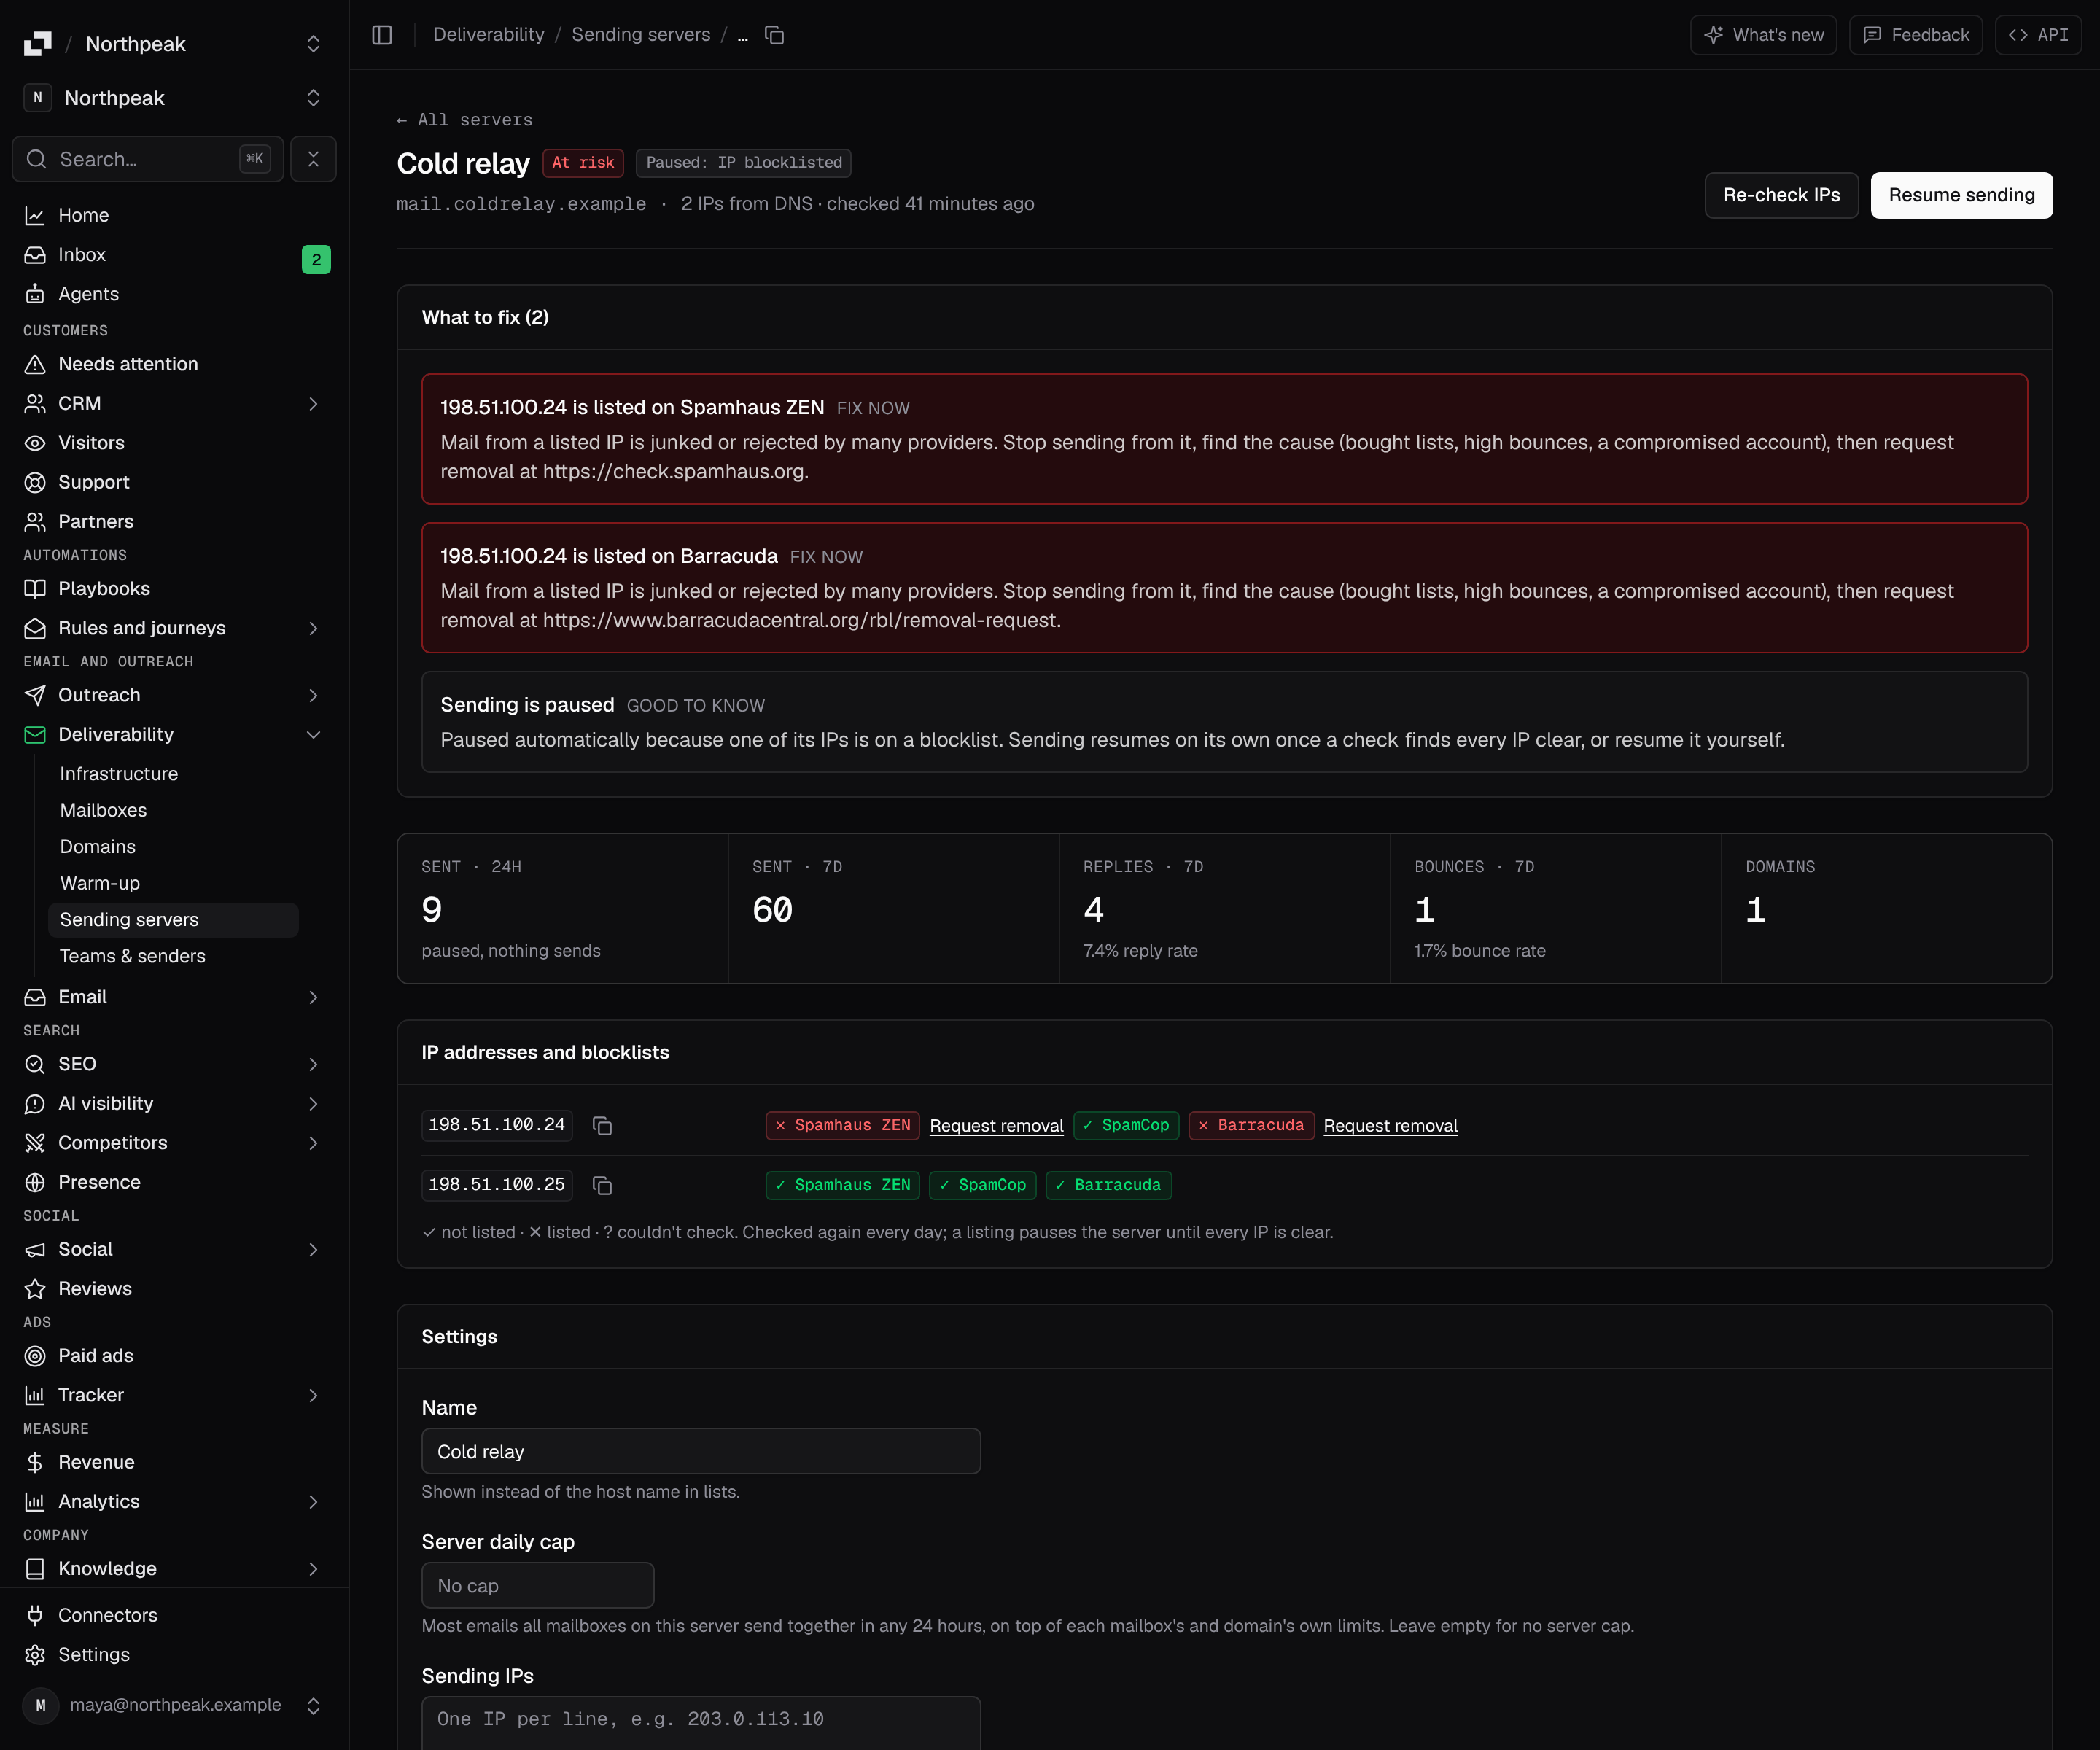 / Northpeak
N Northpeak
Search... ⌘K
Home
Inbox 2
Agents
CUSTOMERS
Needs attention
CRM
Visitors
Support
Partners
AUTOMATIONS
Playbooks
Rules and journeys
EMAIL AND OUTREACH
Outreach
Deliverability
Infrastructure
Mailboxes
Domains
Warm-up
Sending servers
Teams & senders
Email
SEARCH
SEO
AI visibility
Competitors
Presence
SOCIAL
Social
Reviews
ADS
Paid ads
Tracker
MEASURE
Revenue
Analytics
COMPANY
Knowledge
Connectors
Settings
M maya@northpeak.example
Deliverability / Sending servers / …
What's new
Feedback
API
← All servers
Cold relay At risk Paused: IP blocklisted
mail.coldrelay.example · 2 IPs from DNS · checked 41 minutes ago
Re-check IPs
Resume sending
What to fix (2)
198.51.100.24 is listed on Spamhaus ZEN FIX NOW
Mail from a listed IP is junked or rejected by many providers. Stop sending from it, find the cause (bought lists, high bounces, a compromised account), then request
removal at https://check.spamhaus.org.
198.51.100.24 is listed on Barracuda FIX NOW
Mail from a listed IP is junked or rejected by many providers. Stop sending from it, find the cause (bought lists, high bounces, a compromised account), then request
removal at https://www.barracudacentral.org/rbl/removal-request.
Sending is paused GOOD TO KNOW
Paused automatically because one of its IPs is on a blocklist. Sending resumes on its own once a check finds every IP clear, or resume it yourself.
SENT · 24H
9
paused, nothing sends
SENT · 7D
60
REPLIES · 7D
4
7.4% reply rate
BOUNCES · 7D
1
1.7% bounce rate
DOMAINS
1
IP addresses and blocklists
198.51.100.24 ✕ Spamhaus ZEN Request removal ✓ SpamCop ✕ Barracuda Request removal
198.51.100.25 ✓ Spamhaus ZEN ✓ SpamCop ✓ Barracuda
✓ not listed · ✕ listed · ? couldn't check. Checked again every day; a listing pauses the server until every IP is clear.
Settings
Name
Cold relay
Shown instead of the host name in lists.
Server daily cap
No cap
Most emails all mailboxes on this server send together in any 24 hours, on top of each mailbox's and domain's own limits. Leave empty for no server cap.
Sending IPs
One IP per line, e.g. 203.0.113.10